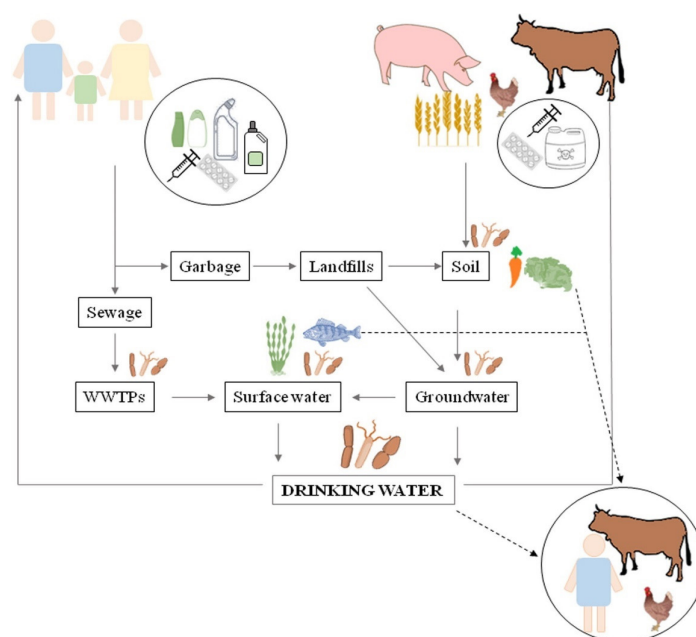 Garbage
Landfills
Soil
Sewage
WWTPs
Surface water
Groundwater
DRINKING WATER